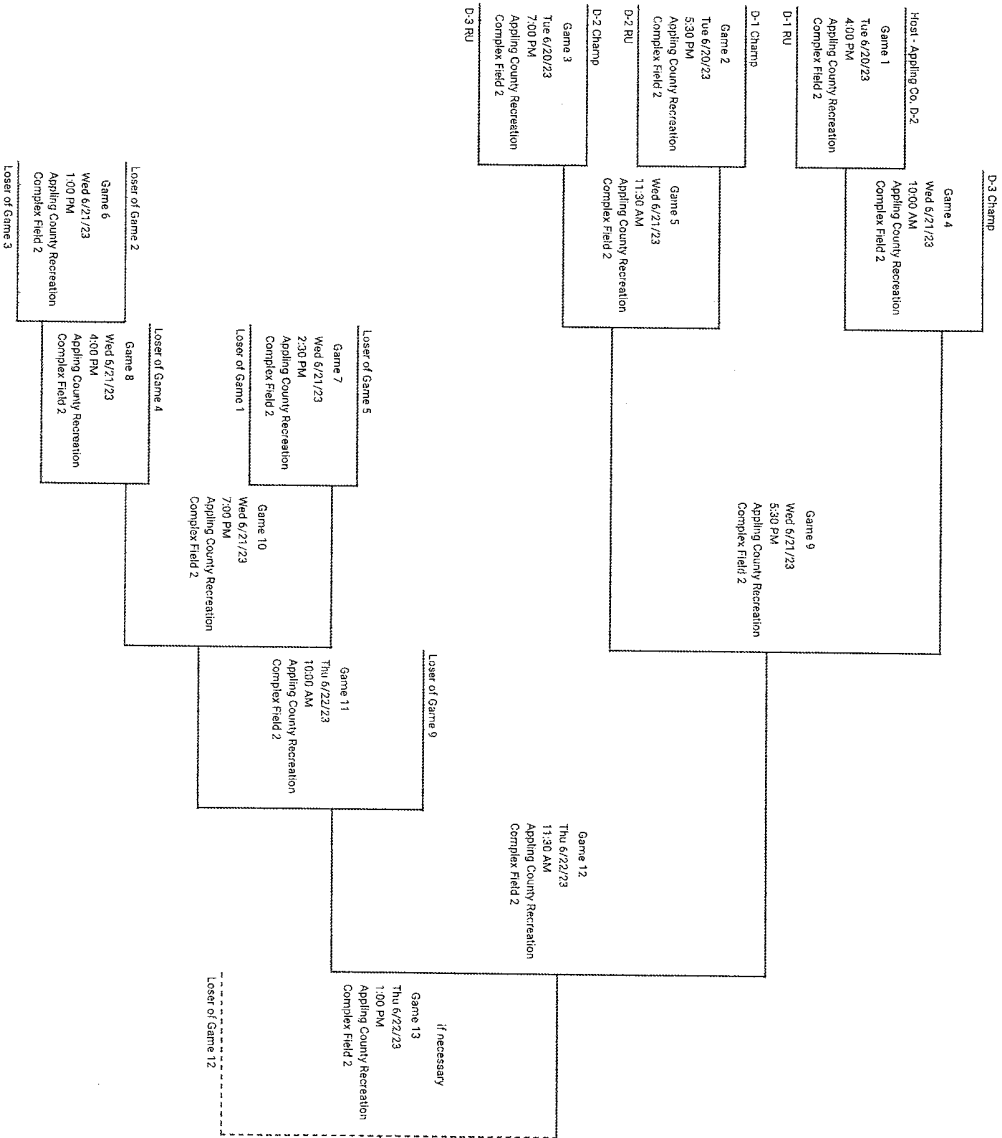 Host - Appling Co. D-2
Game 1
Tue 6/20/23
4:00 PM
Appling County Recreation
Complex Field 2
D-1 RU
D-3 Champ
Game 4
Wed 6/21/23
10:00 AM
Appling County Recreation
Complex Field 2
D-1 Champ
Game 2
Tue 6/20/23
5:30 PM
Appling County Recreation
Complex Field 2
D-2 RU
Game 5
Wed 6/21/23
11:30 AM
Appling County Recreation
Complex Field 2
D-2 Champ
Game 3
Tue 6/20/23
7:00 PM
Appling County Recreation
Complex Field 2
D-3 RU
Game 9
Wed 6/21/23
5:30 PM
Appling County Recreation
Complex Field 2
Game 12
Thu 6/22/23
11:30 AM
Appling County Recreation
Complex Field 2
if necessary
Game 13
Thu 6/22/23
1:00 PM
Appling County Recreation
Complex Field 2
Loser of Game 12
Loser of Game 9
Game 11
Thu 6/22/23
10:00 AM
Appling County Recreation
Complex Field 2
Loser of Game 5
Game 7
Wed 6/21/23
2:30 PM
Appling County Recreation
Complex Field 2
Loser of Game 1
Game 10
Wed 6/21/23
7:00 PM
Appling County Recreation
Complex Field 2
Loser of Game 4
Game 8
Wed 6/21/23
4:00 PM
Appling County Recreation
Complex Field 2
Loser of Game 2
Game 6
Wed 6/21/23
1:00 PM
Appling County Recreation
Complex Field 2
Loser of Game 3